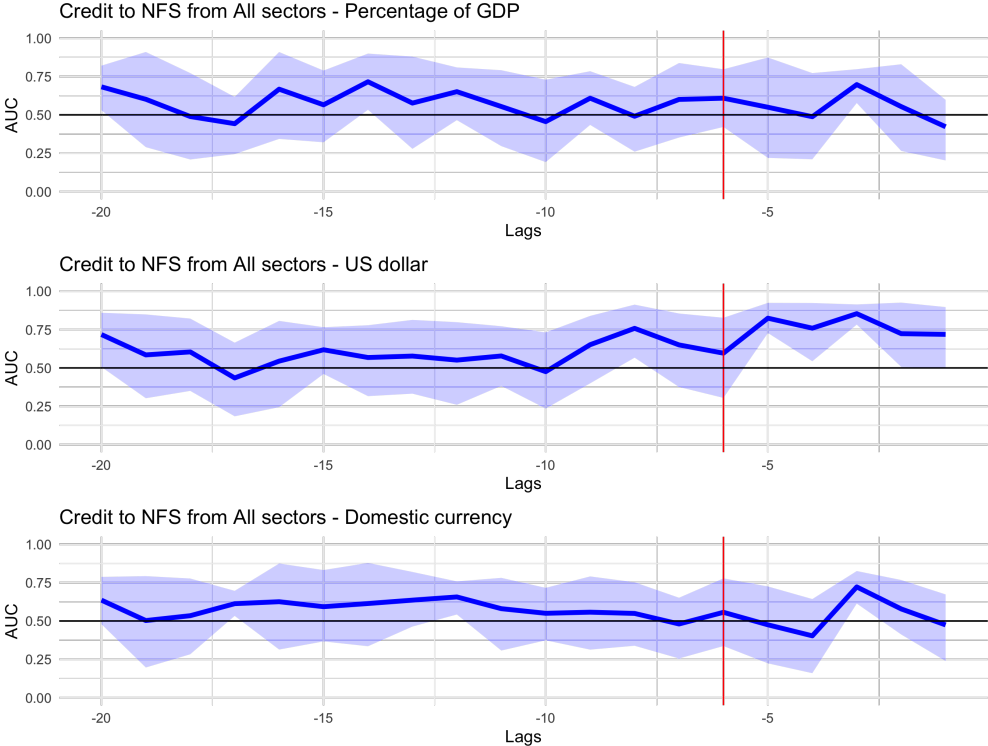 Credit to NFS from All sectors - Percentage of GDP
1.00
0.75
0.50
0.25
0.00
AUC
-20 -15 -10 -5
Lags
Credit to NFS from All sectors - US dollar
1.00
0.75
0.50
0.25
0.00
AUC
-20 -15 -10 -5
Lags
Credit to NFS from All sectors - Domestic currency
1.00
0.75
0.50
0.25
0.00
AUC
-20 -15 -10 -5
Lags